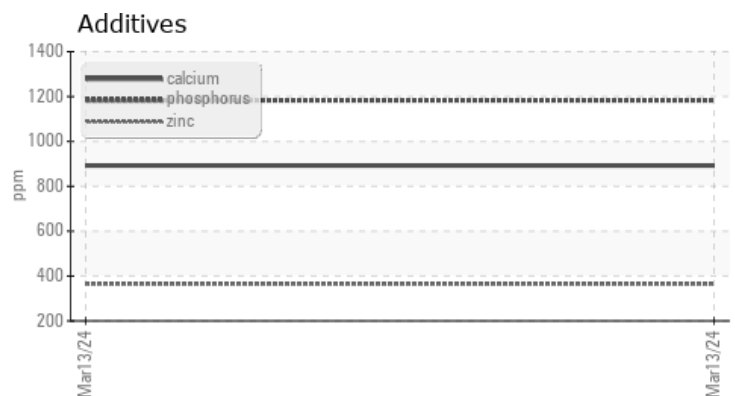 Additives
1400
1200
1000
800
600
400
200
ppm
calcium
phosphorus
zinc
Mar13/24
Mar13/24